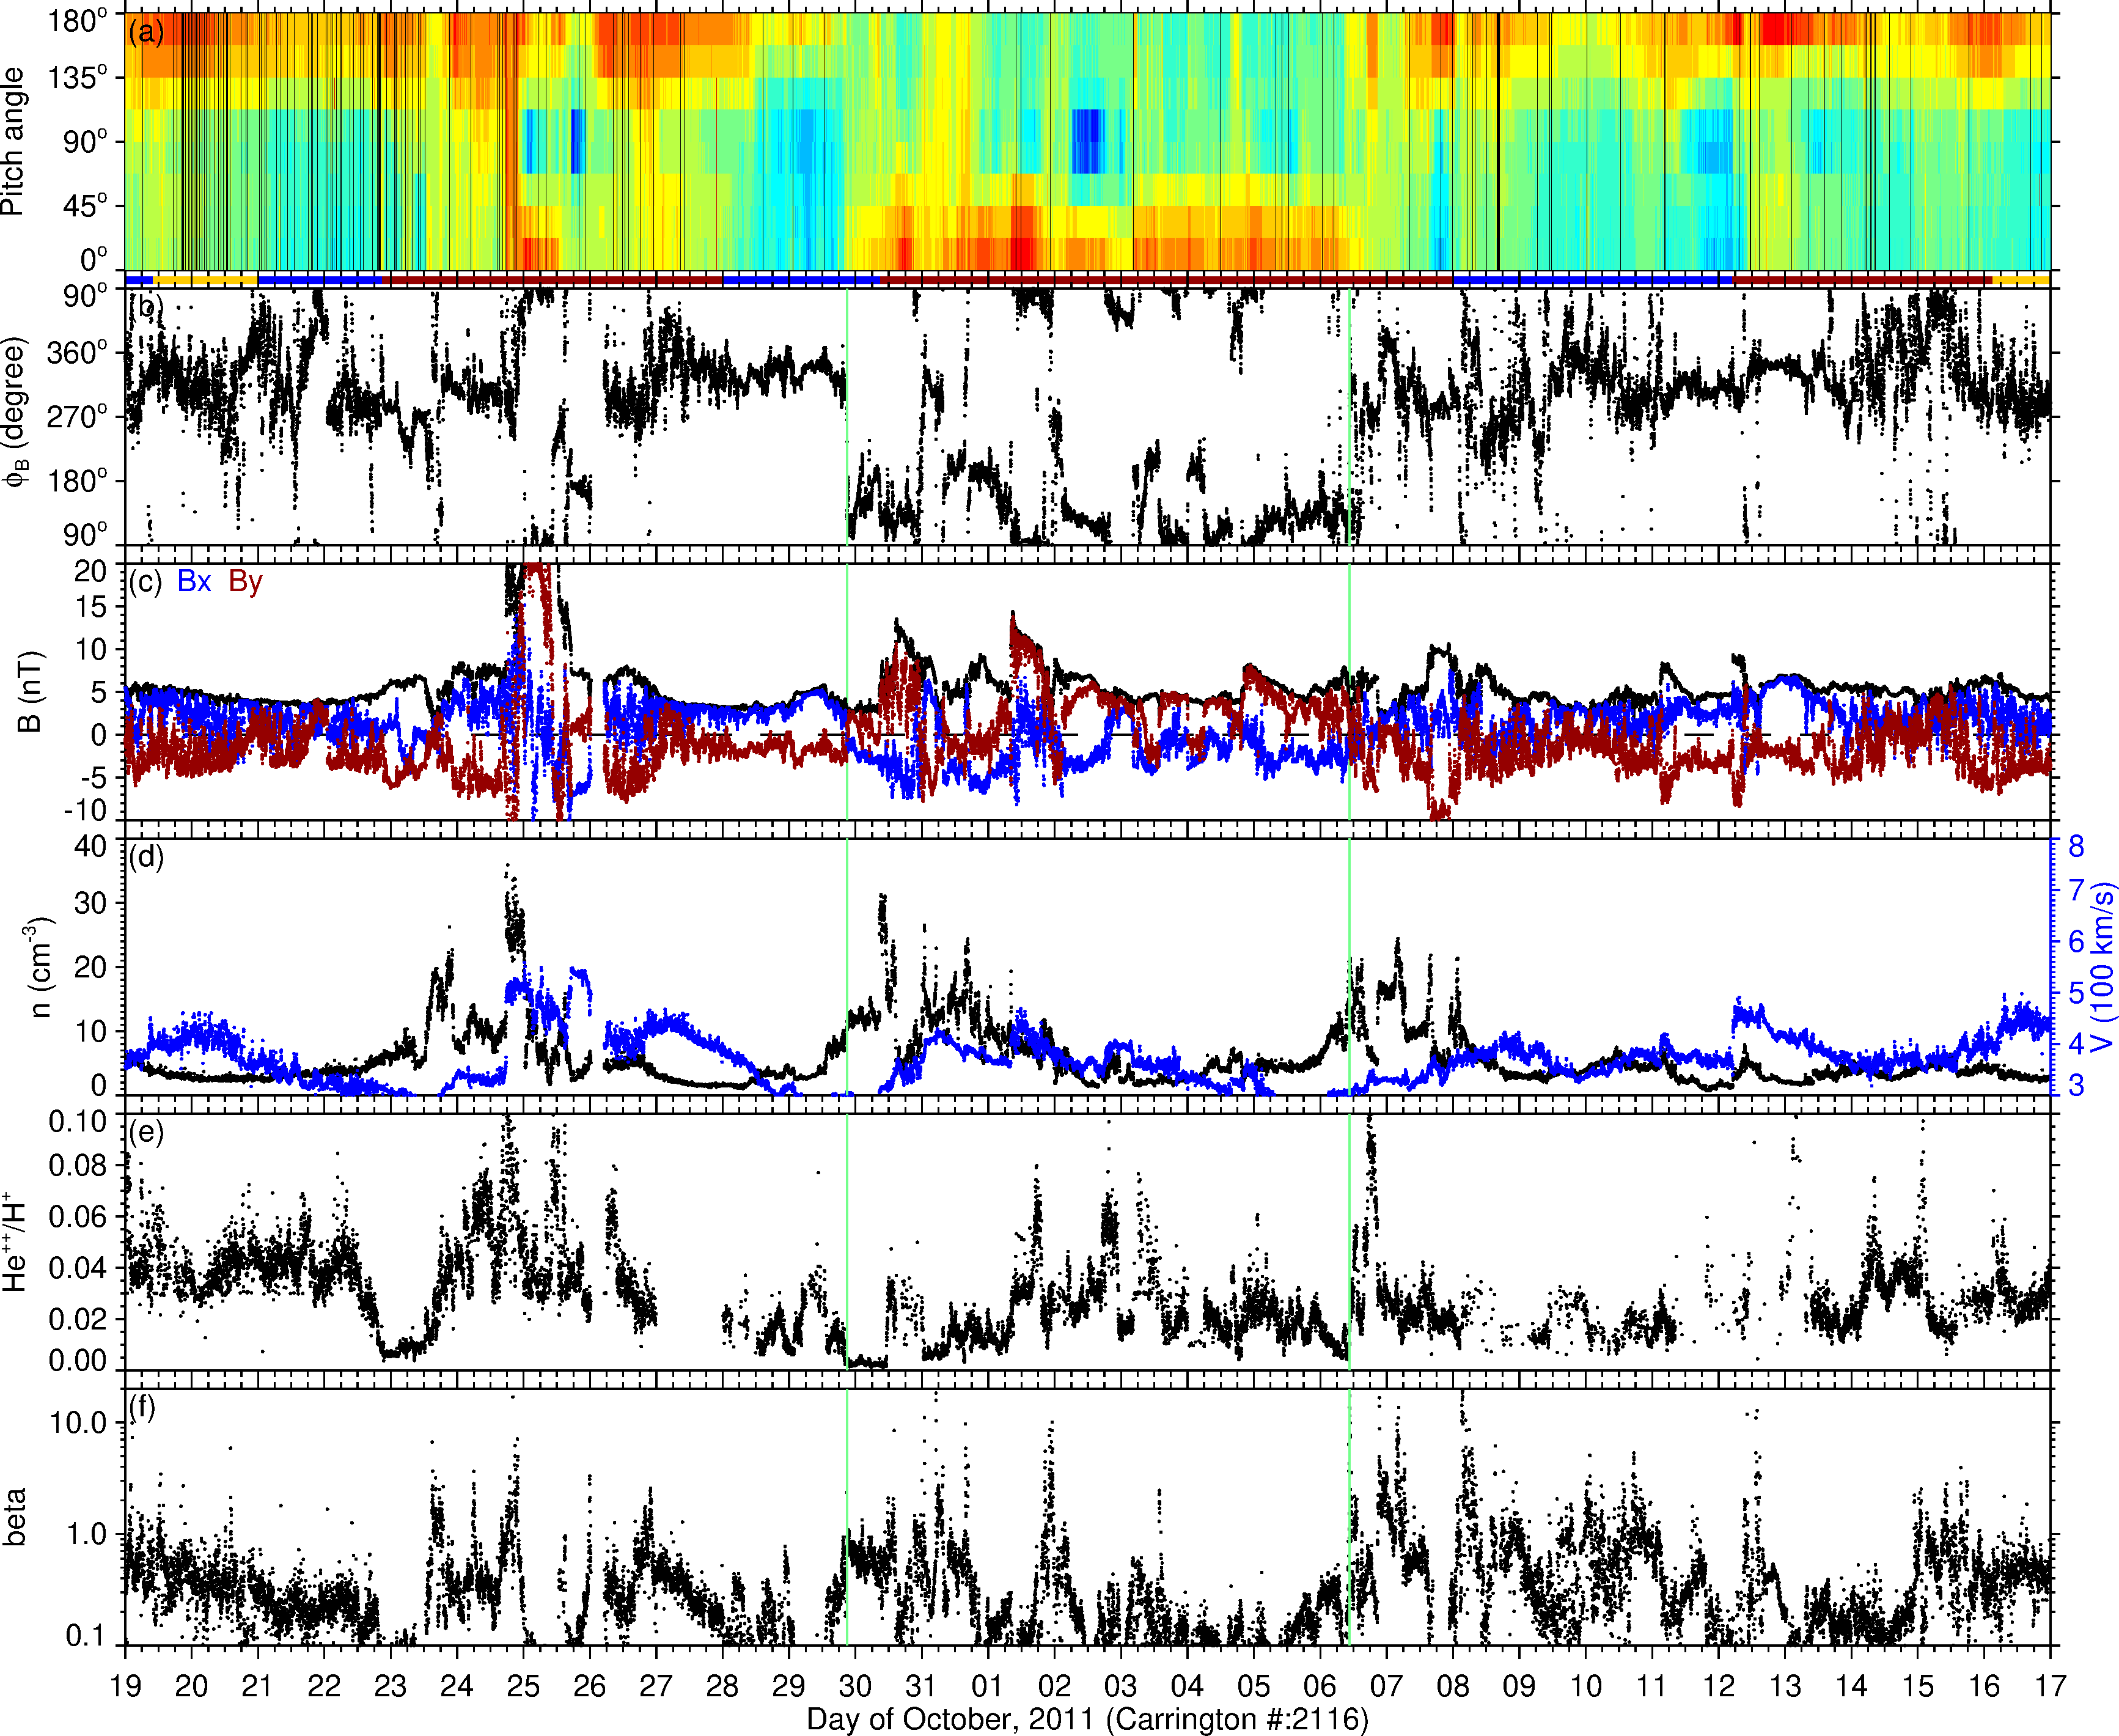 (a)
180°
135°
90°
45°
0°
Pitch angle
(b)
90°
360°
270°
180°
90°
ϕB (degree)
(c) Bx By
20
15
10
5
0
-5
-10
B (nT)
(d)
40
30
20
10
0
n (cm-3)
8
7
6
5
4
3
V (100 km/s)
(e)
0.10
0.08
0.06
0.04
0.02
0.00
He++/H+
(f)
10.0
1.0
0.1
beta
19 20 21 22 23 24 25 26 27 28 29 30 31 01 02 03 04 05 06 07 08 09 10 11 12 13 14 15 16 17
Day of October, 2011 (Carrington #:2116)